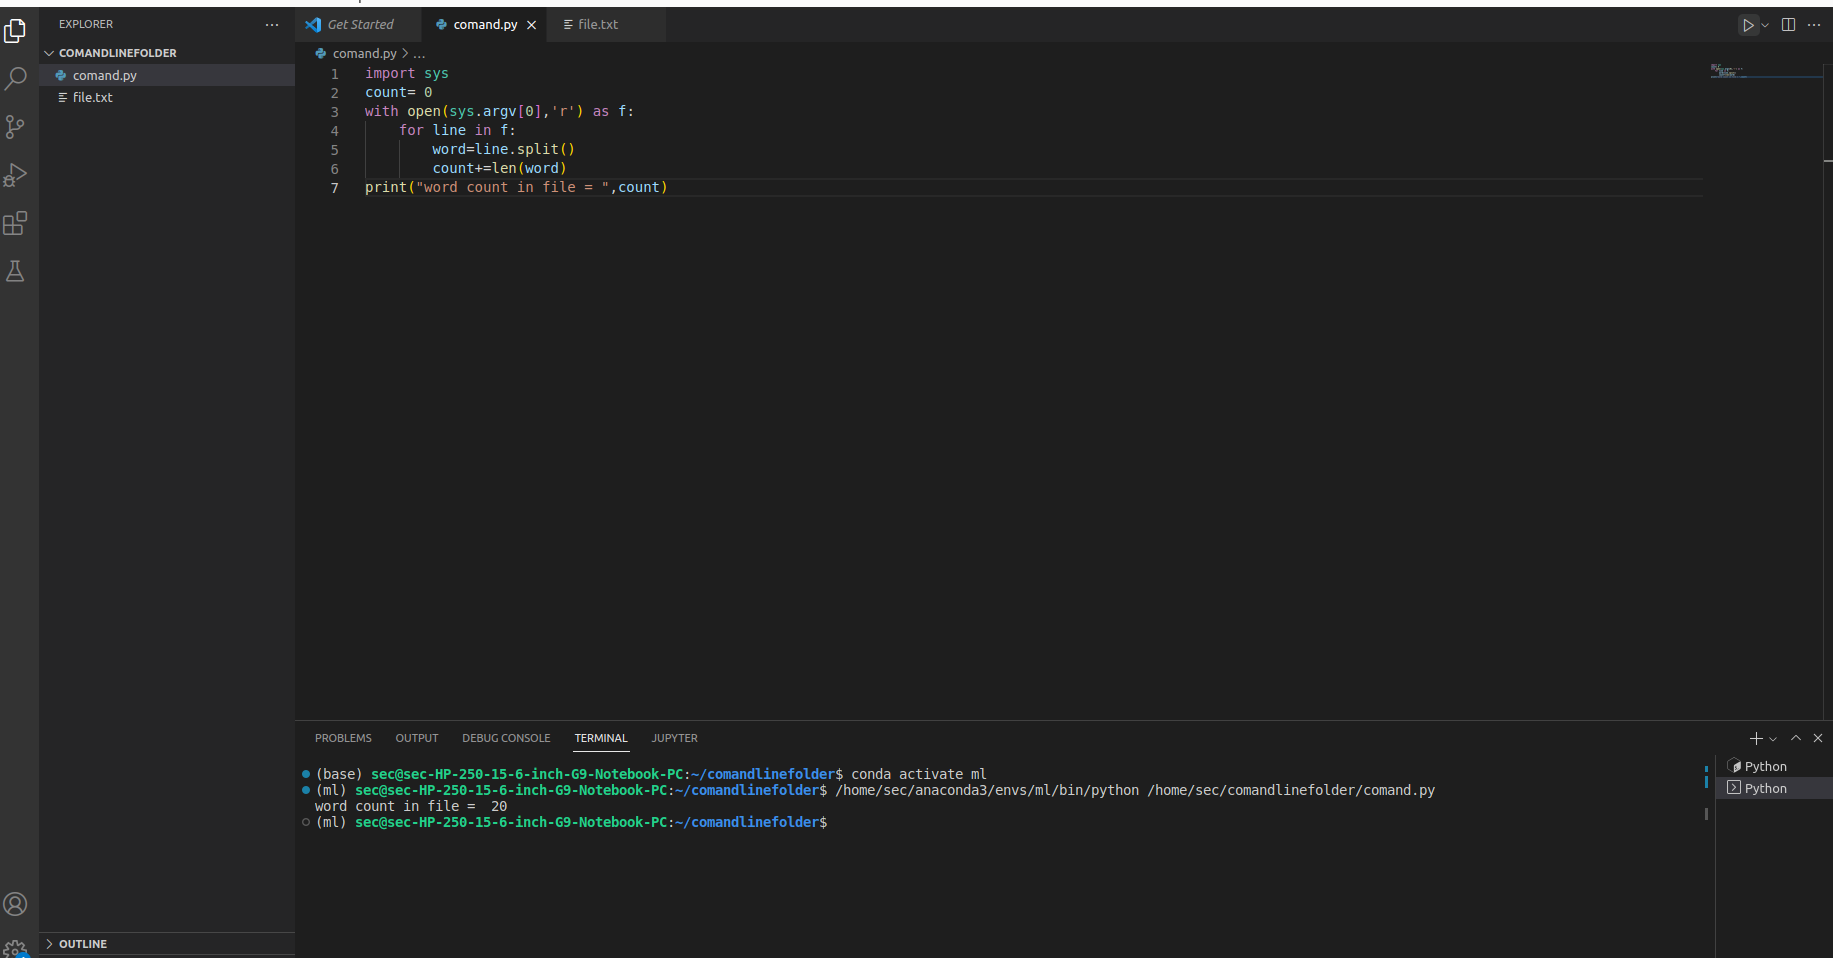 EXPLORER
COMANDLINEFOLDER
comand.py
file.txt
OUTLINE
Get Started
comand.py
file.txt
comand.py > ...
1 import sys
2 count= 0
3 with open(sys.argv[0],'r') as f:
4     for line in f:
5         word=line.split()
6         count+=len(word)
7 print("word count in file = ",count)
PROBLEMS OUTPUT DEBUG CONSOLE TERMINAL JUPYTER
(base) sec@sec-HP-250-15-6-inch-G9-Notebook-PC:~/comandlinefolder$ conda activate ml
(ml) sec@sec-HP-250-15-6-inch-G9-Notebook-PC:~/comandlinefolder$ /home/sec/anaconda3/envs/ml/bin/python /home/sec/comandlinefolder/comand.py
word count in file =  20
(ml) sec@sec-HP-250-15-6-inch-G9-Notebook-PC:~/comandlinefolder$
Python
Python